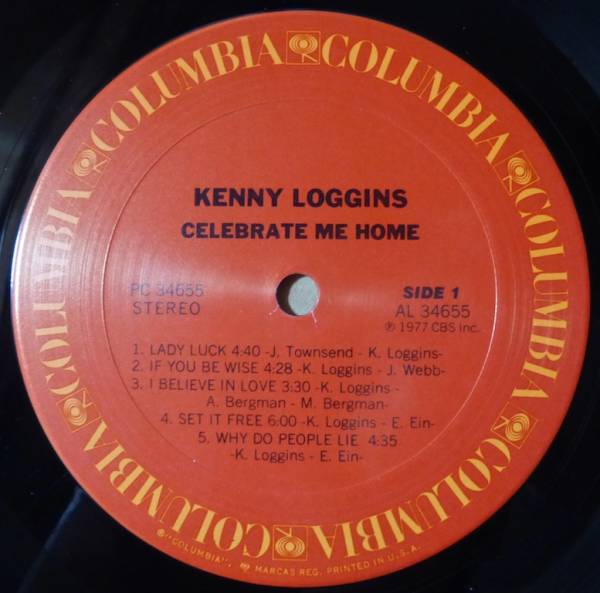 COLUMBIA COLUMBIA COLUMBIA COLUMBIA COLUMBIA COLUMBIA
KENNY LOGGINS
CELEBRATE ME HOME
PC 34655
STEREO
SIDE 1
AL 34655
℗ 1977 CBS Inc.
1. LADY LUCK 4:40 -J. Townsend - K. Loggins-
2. IF YOU BE WISE 4:28 -K. Loggins - J. Webb-
3. I BELIEVE IN LOVE 3:30 -K. Loggins -
A. Bergman - M. Bergman-
4. SET IT FREE 6:00 -K. Loggins - E. Ein-
5. WHY DO PEOPLE LIE 4:35
-K. Loggins - E. Ein-
"COLUMBIA", MARCAS REG. PRINTED IN U.S.A.